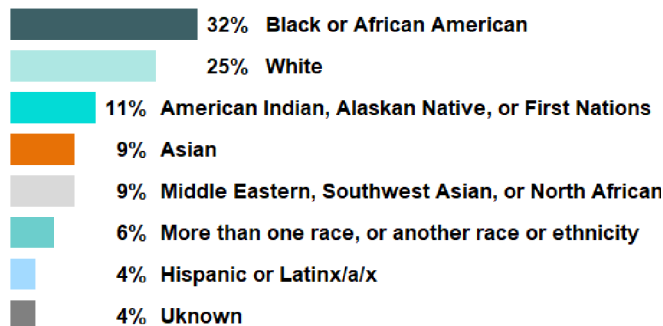 32% Black or African American
25% White
11% American Indian, Alaskan Native, or First Nations
9% Asian
9% Middle Eastern, Southwest Asian, or North African
6% More than one race, or another race or ethnicity
4% Hispanic or Latinx/a/x
4% Uknown